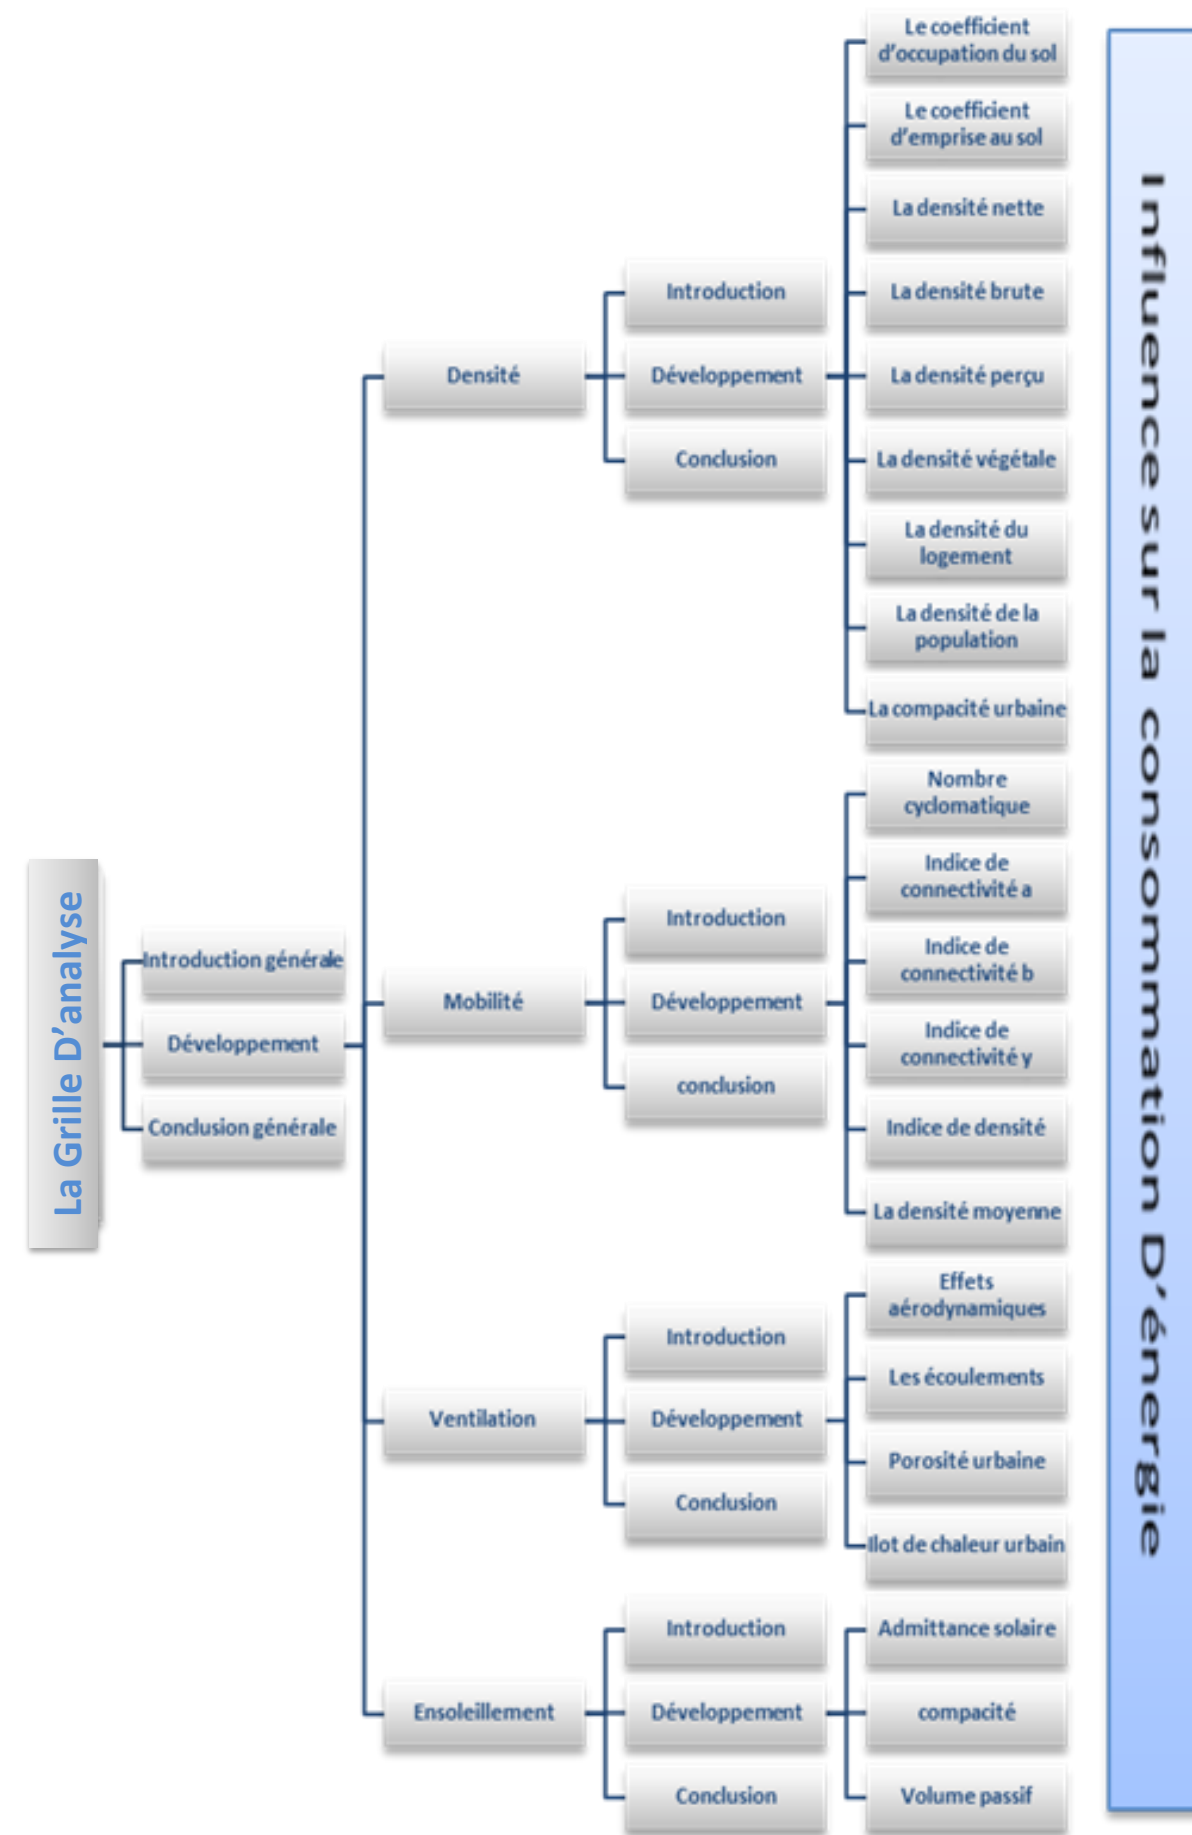 La Grille D'analyse
Introduction générale
Développement
Conclusion générale
Densité
Introduction
Développement
Conclusion
Le coefficient
d'occupation du sol
Le coefficient
d'emprise au sol
La densité nette
La densité brute
La densité perçu
La densité végétale
La densité du
logement
La densité de la
population
La compacité urbaine
Mobilité
Introduction
Développement
conclusion
Nombre
cyclomatique
Indice de
connectivité a
Indice de
connectivité b
Indice de
connectivité y
Indice de densité
La densité moyenne
Ventilation
Introduction
Développement
Conclusion
Effets
aérodynamiques
Les écoulements
Porosité urbaine
Ilot de chaleur urbain
Ensoleillement
Introduction
Développement
Conclusion
Admittance solaire
compacité
Volume passif
Influence sur la consommation D'énergie